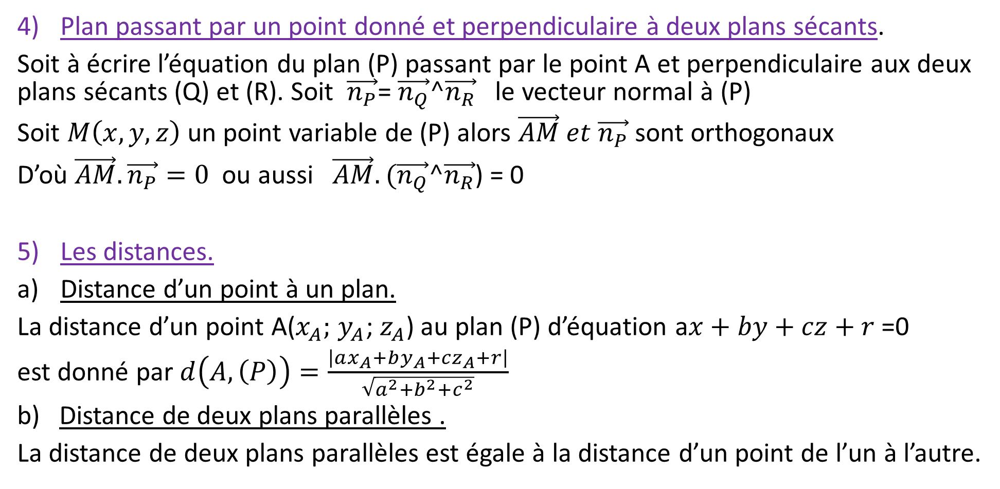 4) Plan passant par un point donné et perpendiculaire à deux plans sécants.
Soit à écrire l’équation du plan (P) passant par le point A et perpendiculaire aux deux
plans sécants (Q) et (R). Soit $\overrightarrow{n_P}$= $\overrightarrow{n_Q}$^$\overrightarrow{n_R}$ le vecteur normal à (P)
Soit $M(x, y, z)$ un point variable de (P) alors $\overrightarrow{AM}$ et $\overrightarrow{n_P}$ sont orthogonaux
D’où $\overrightarrow{AM}.\overrightarrow{n_P} = 0$ ou aussi $\overrightarrow{AM}.(\overrightarrow{n_Q}$^$\overrightarrow{n_R}$) = 0
5) Les distances.
a) Distance d’un point à un plan.
La distance d’un point A($x_A$; $y_A$; $z_A$) au plan (P) d’équation a$x + by + cz + r$ =0
est donné par $d(A, (P)) = \frac{|ax_A+by_A+cz_A+r|}{\sqrt{a^2+b^2+c^2}}$
b) Distance de deux plans parallèles .
La distance de deux plans parallèles est égale à la distance d’un point de l’un à l’autre.